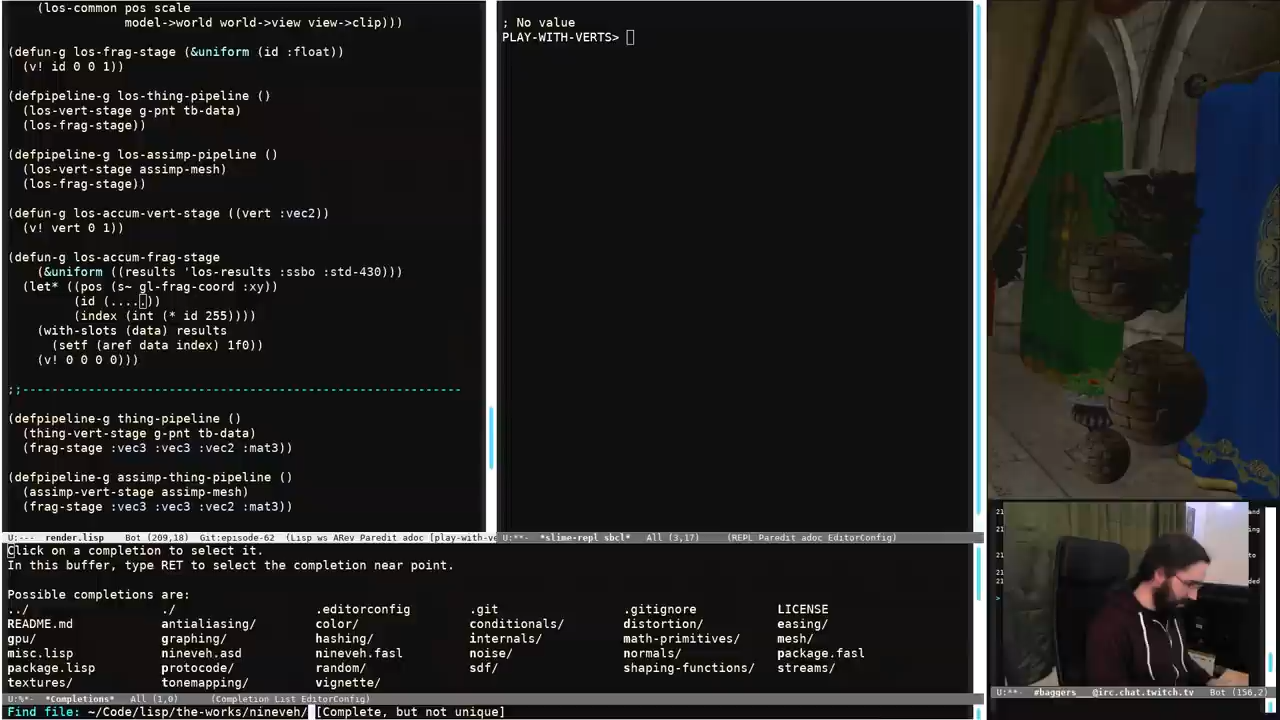 (los-common pos scale
model->world world->view view->clip)))
(defun-g los-frag-stage (&uniform (id :float))
(v! id 0 0 1))
(defpipeline-g los-thing-pipeline ()
(los-vert-stage g-pnt tb-data)
(los-frag-stage))
(defpipeline-g los-assimp-pipeline ()
(los-vert-stage assimp-mesh)
(los-frag-stage))
(defun-g los-accum-vert-stage ((vert :vec2))
(v! vert 0 1))
(defun-g los-accum-frag-stage
(&uniform ((results 'los-results :ssbo :std-430)))
(let* ((pos (s~ gl-frag-coord :xy))
(id (.....))
(index (int (* id 255))))
(with-slots (data) results
(setf (aref data index) 1f0))
(v! 0 0 0 0)))
;;------------------------------------------------------------
(defpipeline-g thing-pipeline ()
(thing-vert-stage g-pnt tb-data)
(frag-stage :vec3 :vec3 :vec2 :mat3))
(defpipeline-g assimp-thing-pipeline ()
(assimp-vert-stage assimp-mesh)
(frag-stage :vec3 :vec3 :vec2 :mat3))
U:--- render.lisp Bot (209,18) Git:episode-62 (Lisp ws ARev Paredit adoc [play-with-ve
; No value
PLAY-WITH-VERTS>
U:**- *slime-repl sbcl* All (3,17) (REPL Paredit adoc EditorConfig)
Click on a completion to select it.
In this buffer, type RET to select the completion near point.
Possible completions are:
../ ./ .editorconfig .git .gitignore LICENSE
README.md antialiasing/ color/ conditionals/ distortion/ easing/
gpu/ graphing/ hashing/ internals/ math-primitives/ mesh/
misc.lisp nineveh.asd nineveh.fasl noise/ normals/ package.fasl
package.lisp protocode/ random/ sdf/ shaping-functions/ streams/
textures/ tonemapping/ vignette/
U:%*- *Completions* All (1,0) (Completion List EditorConfig)
Find file: ~/Code/lisp/the-works/nineveh/ [Complete, but not unique]
U:**- #baggers @irc.chat.twitch.tv Bot (156,2)